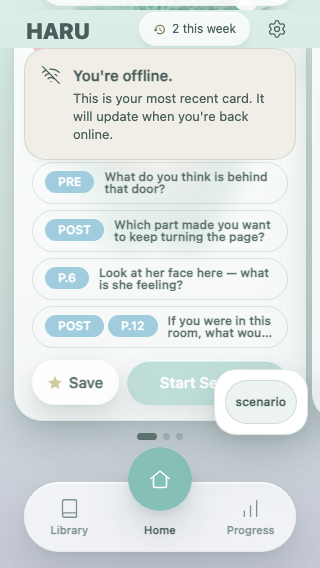 HARU
2 this week
You're offline.
This is your most recent card. It
will update when you're back
online.
PRE
What do you think is behind
that door?
POST
Which part made you want
to keep turning the page?
P.6
Look at her face here — what
is she feeling?
POST
P.12
If you were in this
room, what wou...
Save
Start
scenario
Library
Home
Progress